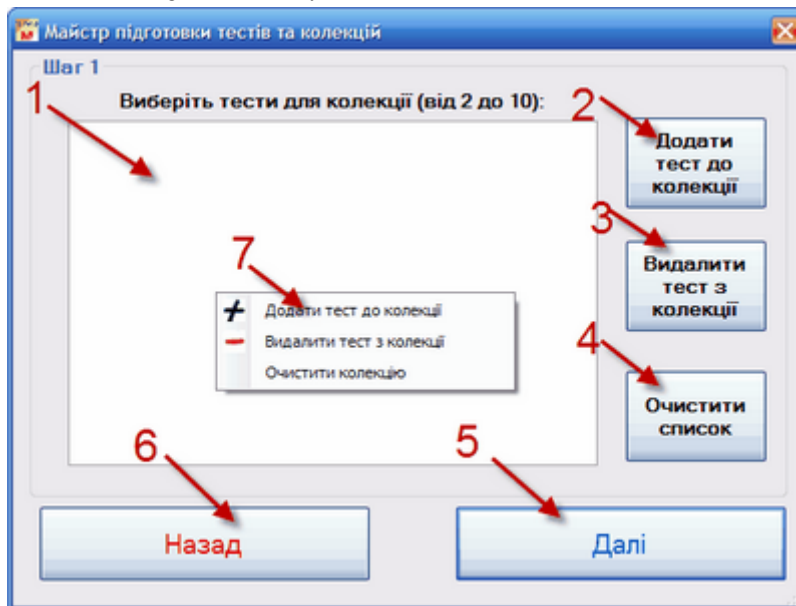 Майстр підготовки тестів та колекцій
Шаг 1
Виберіть тести для колекції (від 2 до 10):
1
2
Додати
тест до
колекції
3
Видалити
тест з
колекції
7
Додати тест до колекції
Видалити тест з колекції
Очистити колекцію
4
Очистити
список
6
Назад
5
Далі